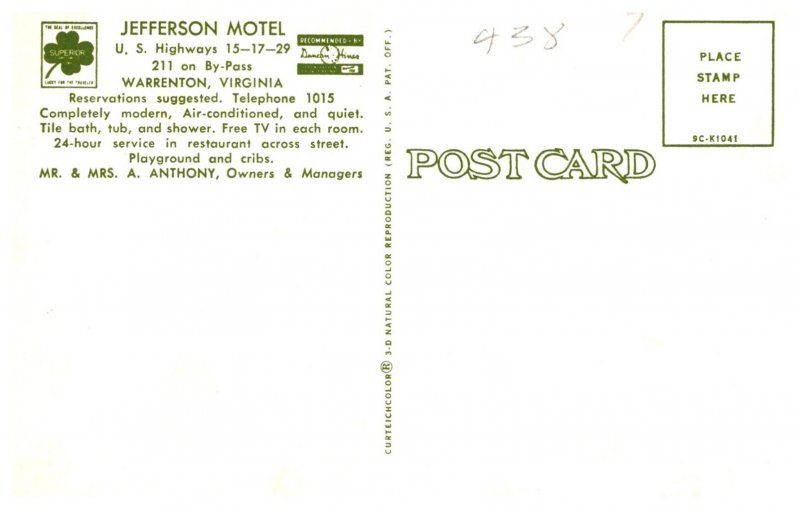 THE SEAL OF EXCELLENCE
SUPERIOR
LUCKY FOR THE TRAVELER
JEFFERSON MOTEL
U. S. Highways 15—17—29
211 on By-Pass
WARRENTON, VIRGINIA
RECOMMENDED BY
Duncan Hines
Reservations suggested. Telephone 1015
Completely modern, Air-conditioned, and quiet.
Tile bath, tub, and shower. Free TV in each room.
24-hour service in restaurant across street.
Playground and cribs.
MR. & MRS. A. ANTHONY, Owners & Managers
CURTEICHCOLOR® 3-D NATURAL COLOR REPRODUCTION (REG. U. S. A. PAT. OFF.)
438 7
POST CARD
PLACE
STAMP
HERE
9C-K1041